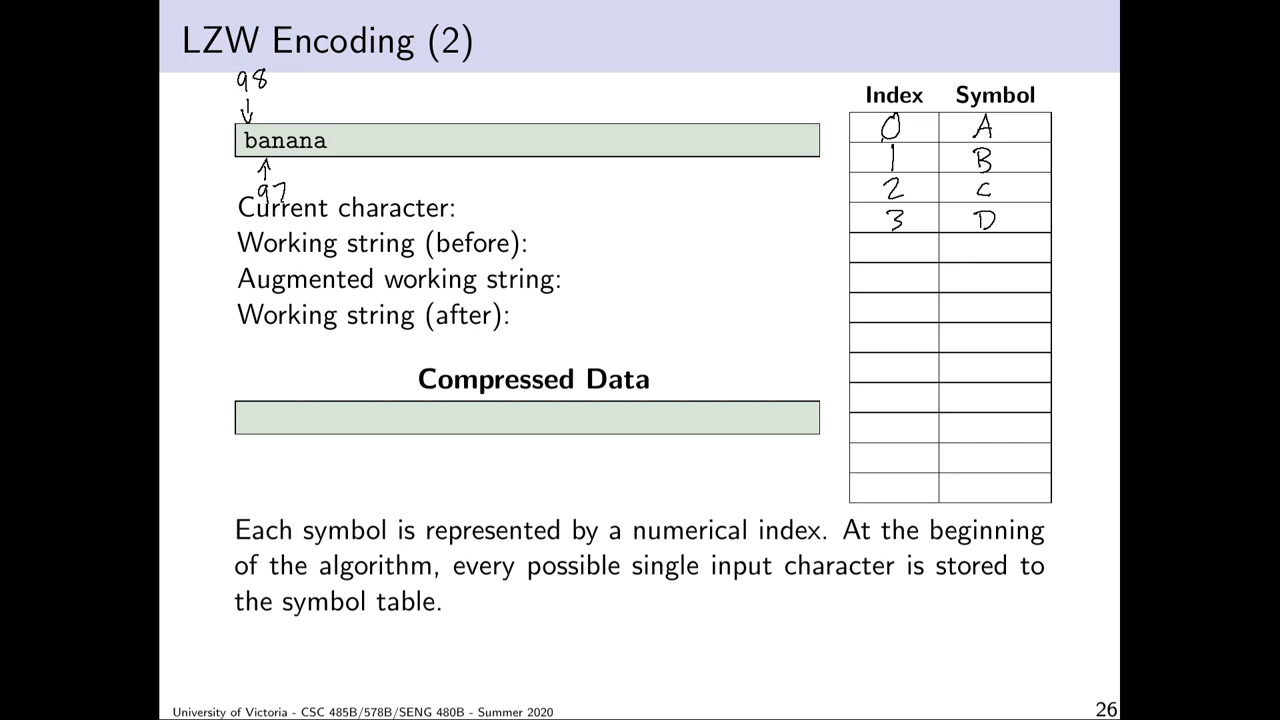 LZW Encoding (2)
98
banana
97
Current character:
Working string (before):
Augmented working string:
Working string (after):
Compressed Data
Index Symbol
0 A
1 B
2 C
3 D
Each symbol is represented by a numerical index. At the beginning
of the algorithm, every possible single input character is stored to
the symbol table.
University of Victoria - CSC 485B/578B/SENG 480B - Summer 2020
26